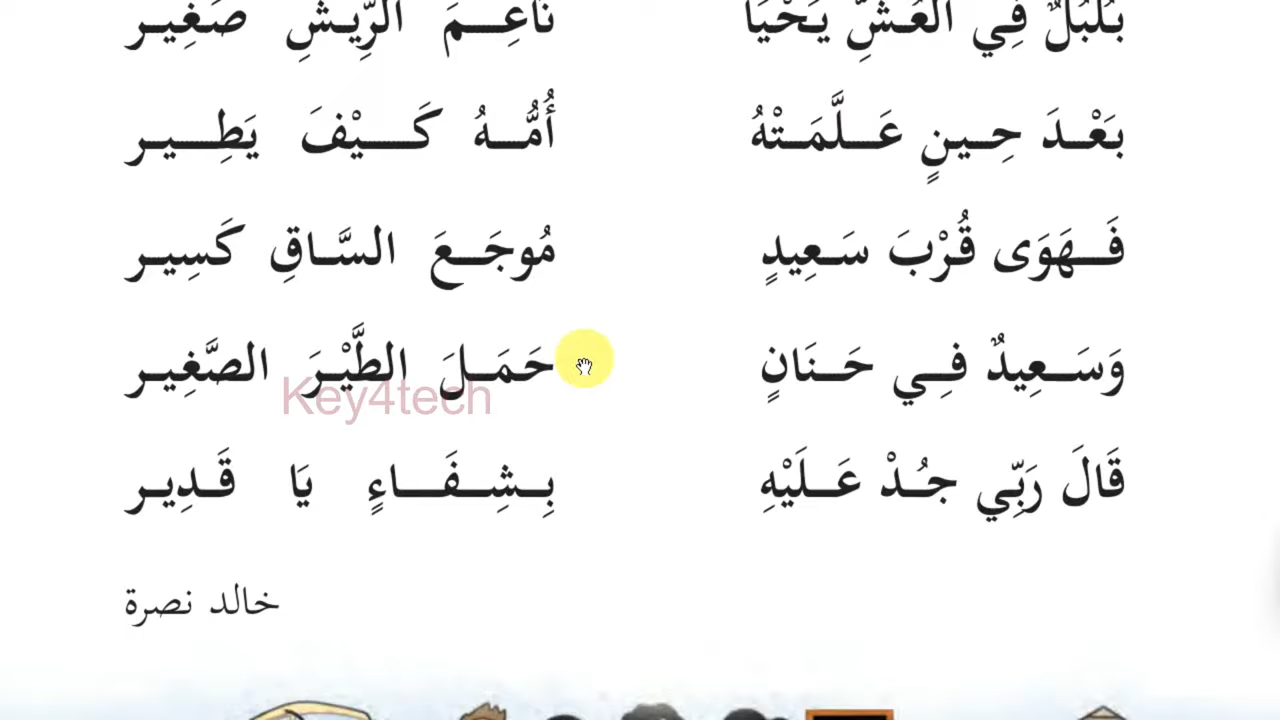 بُلْبُلٌ فِي الْعُشِّ يَحْيَا نَاعِمَ الرِّيشِ صَغِير
بَعْدَ حِينٍ عَلَّمَتْهُ أُمُّهُ كَيْفَ يَطِير
فَهَوَى قُرْبَ سَعِيدٍ مُوجَعَ السَّاقِ كَسِير
وَسَعِيدٌ فِي حَنَانٍ حَمَلَ الطَّيْرَ الصَّغِير
Key4tech
قَالَ رَبِّي جُدْ عَلَيْهِ بِشِفَاءٍ يَا قَدِير
خالد نصرة